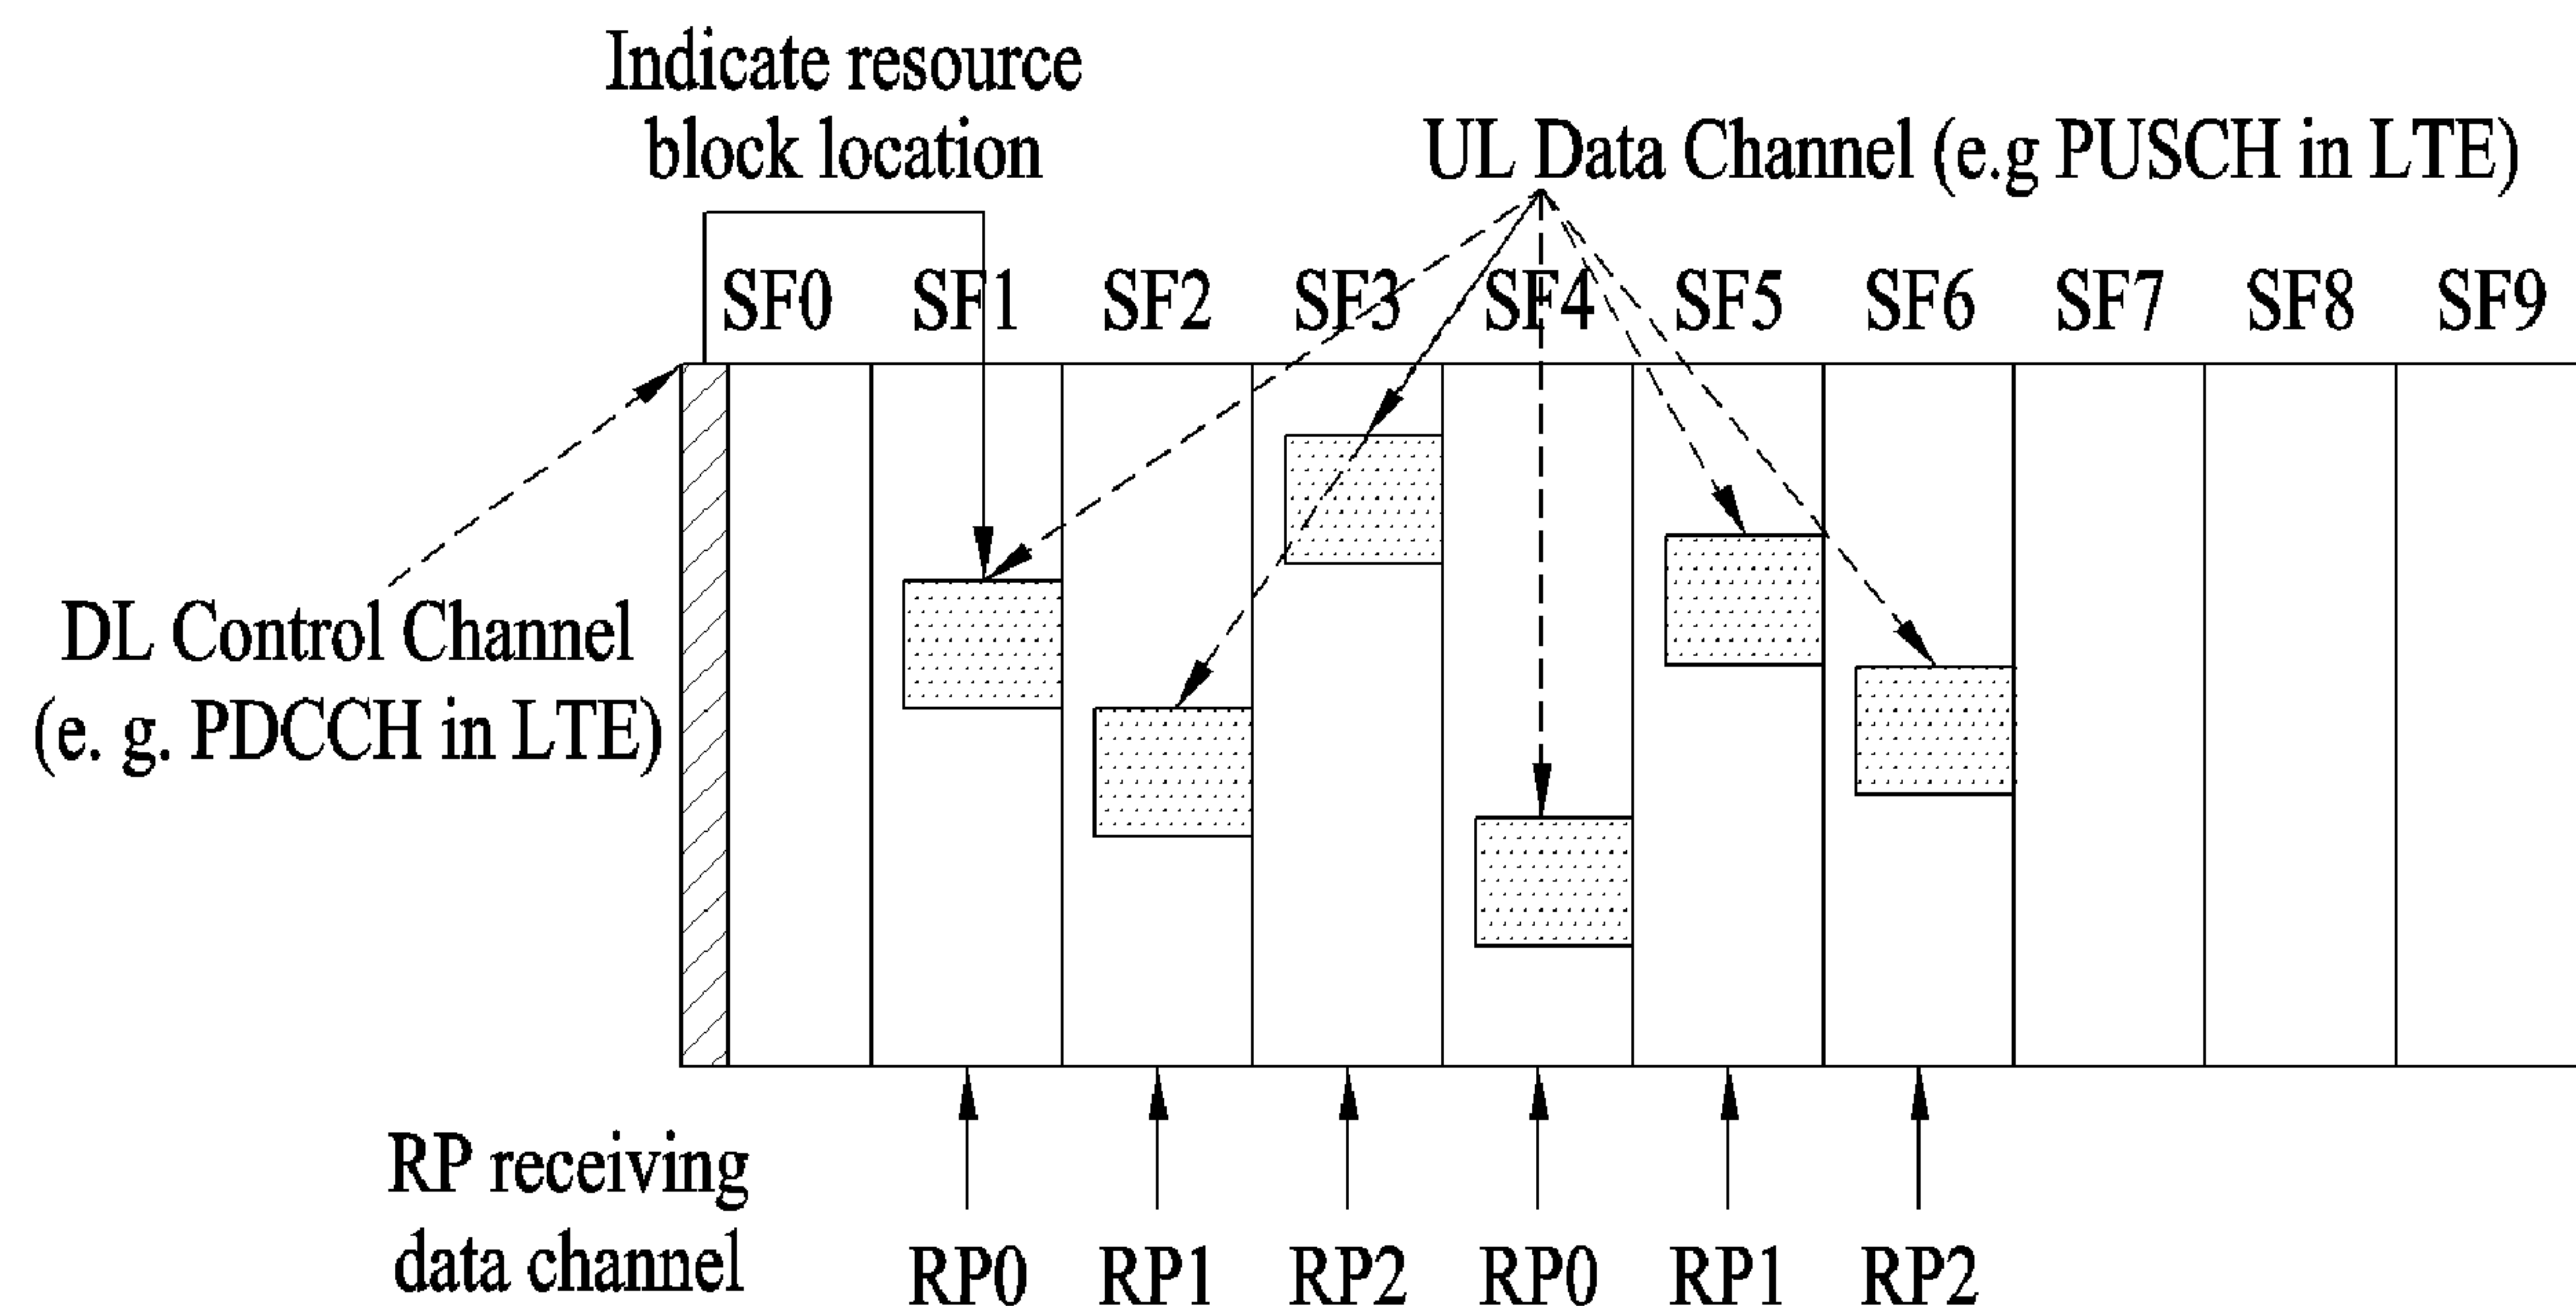 Indicate resource
block location
UL Data Channel (e.g PUSCH in LTE)
SF0 SF1 SF2 SF3 SF4 SF5 SF6 SF7 SF8 SF9
DL Control Channel
(e. g. PDCCH in LTE)
RP receiving
data channel
RP0 RP1 RP2 RP0 RP1 RP2